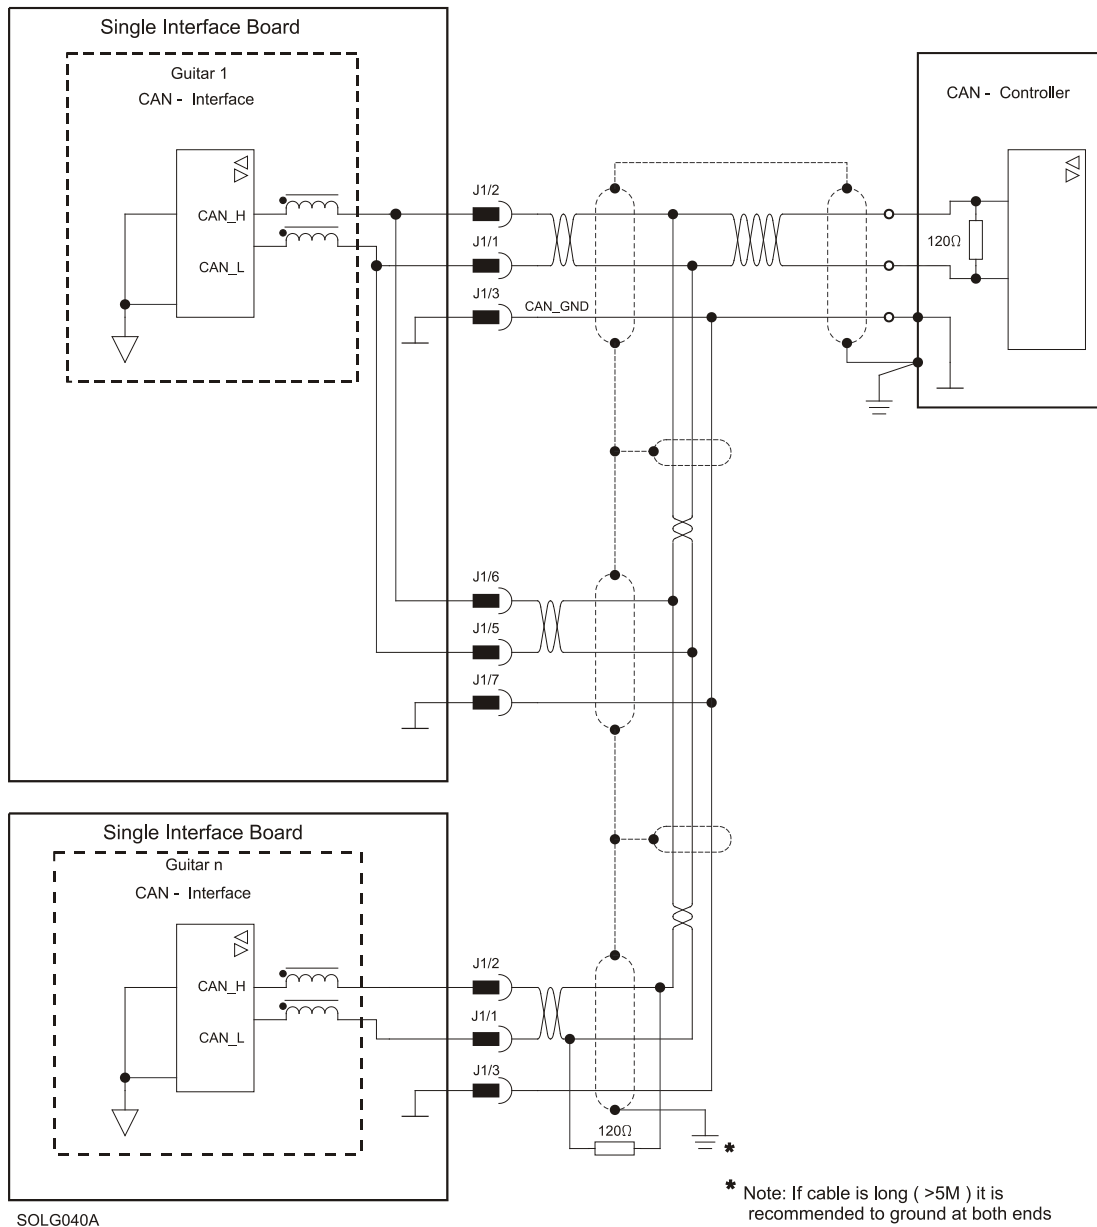 Single Interface Board
Guitar 1
CAN - Interface
CAN_H
CAN_L
J1/2
J1/1
J1/3
CAN_GND
CAN - Controller
120Ω
J1/6
J1/5
J1/7
Single Interface Board
Guitar n
CAN - Interface
CAN_H
CAN_L
J1/2
J1/1
J1/3
120Ω
*
* Note: If cable is long ( >5M ) it is
recommended to ground at both ends
SOLG040A